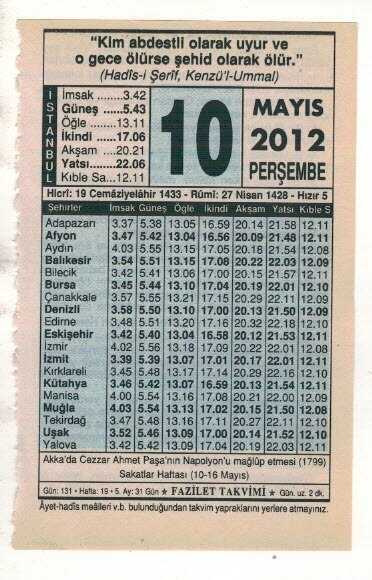 “Kim abdestli olarak uyur ve
o gece ölürse şehid olarak ölür.”
(Hadîs-i Şerîf, Kenzü'l-Ummal)
İSTANBUL
İmsak ........ 3.42
Güneş ..... 5.43
Öğle ....... 13.11
İkindi .... 17.06
Akşam ... 20.21
Yatsı ...... 22.06
Kıble Sa... 12.11
10
MAYIS
2012
PERŞEMBE
Hicrî: 19 Cemâziyelâhir 1433 - Rûmî: 27 Nisan 1428 - Hızır 5
Şehirler İmsak Güneş Öğle İkindi Akşam Yatsı Kıble S
Adapazarı 3.37 5.38 13.05 16.59 20.14 21.58 12.11
Afyon 3.47 5.42 13.04 16.56 20.09 21.48 12.11
Aydın 4.03 5.55 13.15 17.05 20.18 21.54 12.08
Balıkesir 3.54 5.51 13.15 17.08 20.22 22.03 12.09
Bilecik 3.42 5.41 13.06 17.00 20.15 21.57 12.11
Bursa 3.45 5.44 13.10 17.04 20.19 22.01 12.10
Çanakkale 3.57 5.55 13.21 17.15 20.29 22.11 12.09
Denizli 3.58 5.50 13.10 17.00 20.13 21.50 12.09
Edirne 3.48 5.51 13.20 17.16 20.32 22.18 12.10
Eskişehir 3.42 5.40 13.04 16.58 20.12 21.53 12.11
İzmir 4.02 5.56 13.18 17.09 20.22 22.01 12.08
İzmit 3.39 5.39 13.07 17.01 20.17 22.01 12.11
Kırklareli 3.45 5.48 13.17 17.14 20.29 22.16 12.10
Kütahya 3.46 5.42 13.07 16.59 20.13 21.54 12.11
Manisa 4.00 5.54 13.16 17.08 20.21 22.00 12.09
Muğla 4.03 5.54 13.13 17.02 20.15 21.50 12.08
Tekirdağ 3.47 5.48 13.16 17.11 20.27 22.11 12.10
Uşak 3.52 5.46 13.09 17.00 20.14 21.52 12.10
Yalova 3.42 5.42 13.09 17.04 20.19 22.03 12.11
Akka'da Cezzar Ahmet Paşa'nın Napolyon'u mağlûp etmesi (1799)
Sakatlar Haftası (10-16 Mayıs)
Gün: 131 • Hafta: 19 • 5. Ay: 31 Gün ★ FAZİLET TAKVİMİ ★ Gün. uz. 2 dk.
Âyet-hadîs meâlleri v.b. bulunduğundan takvim yapraklarını yerlere atmayınız.